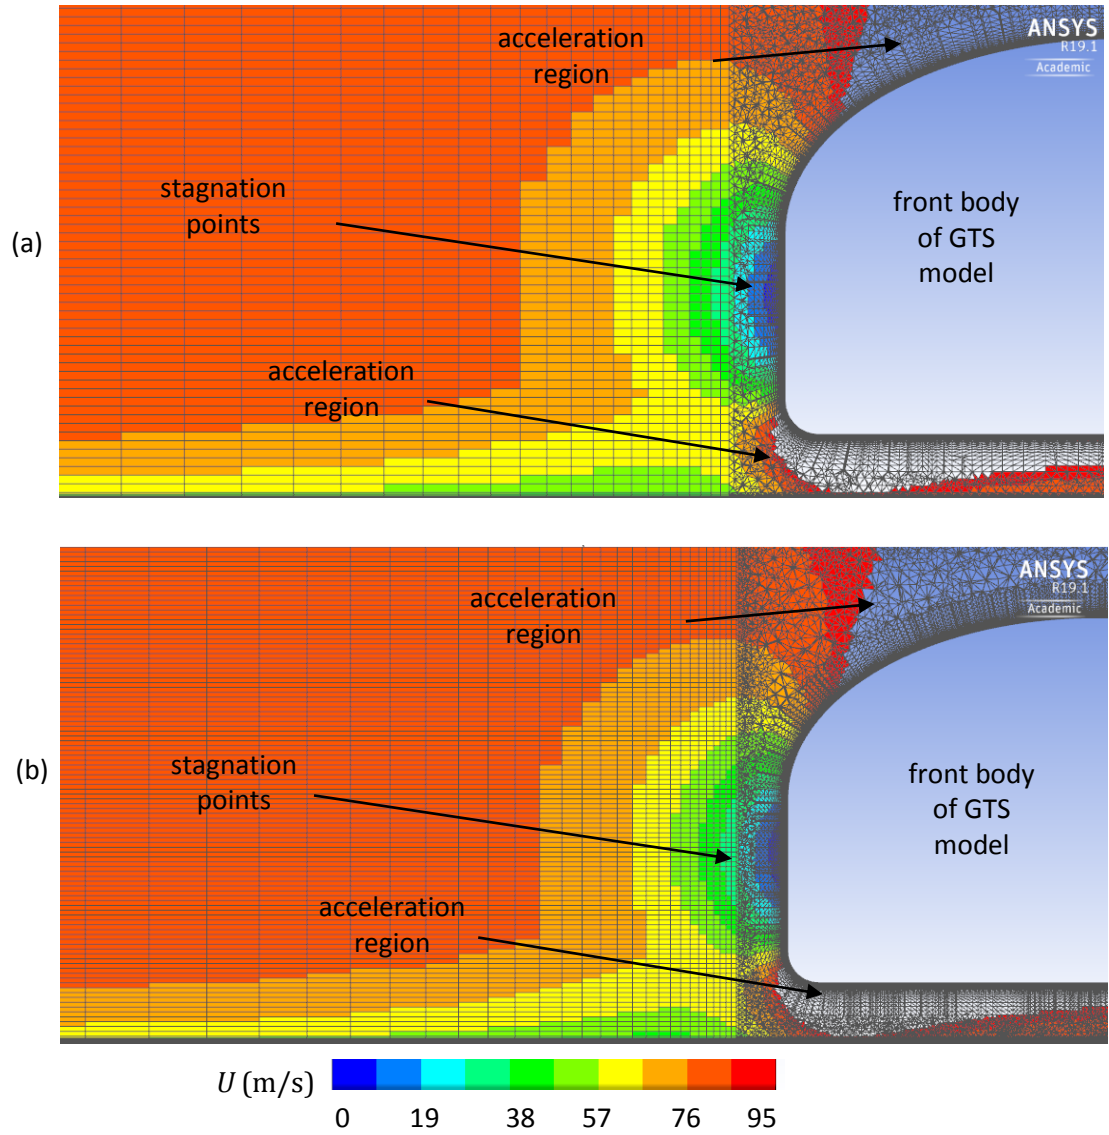 acceleration
region
ANSYS
R19.1
Academic
stagnation
points
front body
of GTS
model
(a)
acceleration
region
acceleration
region
ANSYS
R19.1
Academic
stagnation
points
front body
of GTS
model
(b)
acceleration
region
U (m/s)
0 19 38 57 76 95